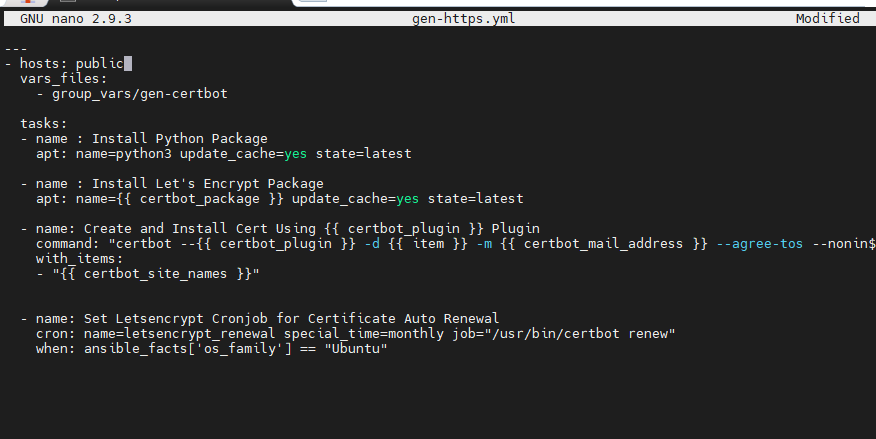 GNU nano 2.9.3 gen-https.yml Modified
---
- hosts: public
  vars_files:
    - group_vars/gen-certbot
  tasks:
  - name : Install Python Package
    apt: name=python3 update_cache=yes state=latest
  - name : Install Let's Encrypt Package
    apt: name={{ certbot_package }} update_cache=yes state=latest
  - name: Create and Install Cert Using {{ certbot_plugin }} Plugin
    command: "certbot --{{ certbot_plugin }} -d {{ item }} -m {{ certbot_mail_address }} --agree-tos --nonin$
    with_items:
    - "{{ certbot_site_names }}"
  - name: Set Letsencrypt Cronjob for Certificate Auto Renewal
    cron: name=letsencrypt_renewal special_time=monthly job="/usr/bin/certbot renew"
    when: ansible_facts['os_family'] == "Ubuntu"